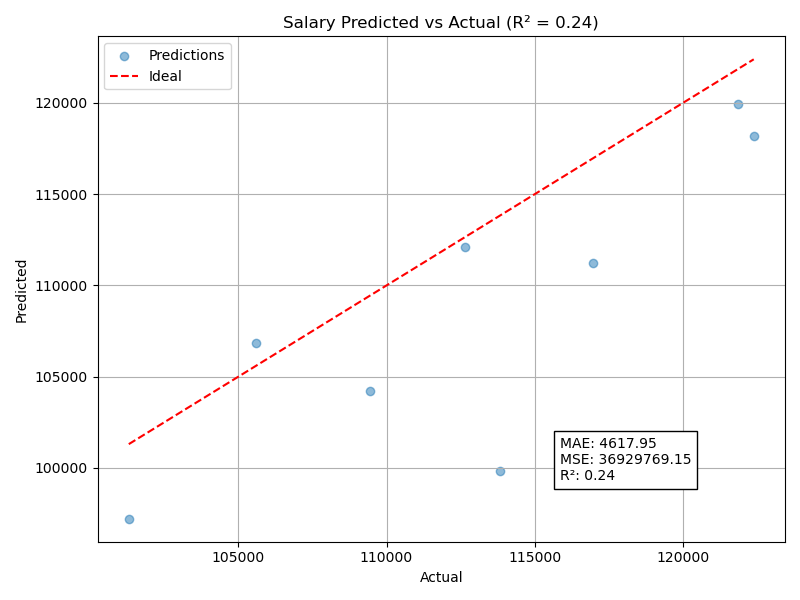 Salary Predicted vs Actual (R² = 0.24)
Predictions
Ideal
120000
115000
110000
105000
100000
Predicted
MAE: 4617.95
MSE: 36929769.15
R²: 0.24
105000
110000
115000
120000
Actual